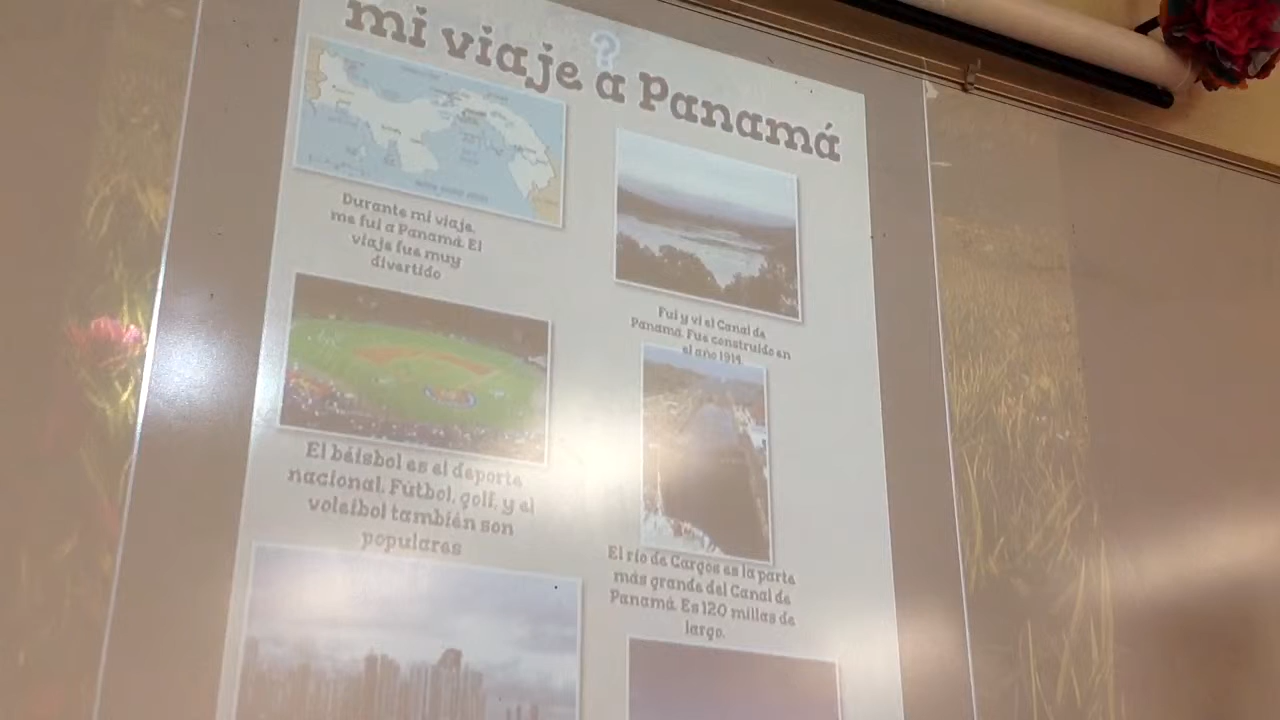 mi viaje a Panamá
?
Durante mi viaje,
me fui a Panamá. El
viaje fue muy
divertido
Fui y vi el Canal de
Panamá. Fue construido en
el año 1914
El béisbol es el deporte
nacional. Fútbol, golf, y el
voleibol también son
populares
El río de Cargos es la parte
más grande del Canal de
Panamá. Es 120 millas de
largo.